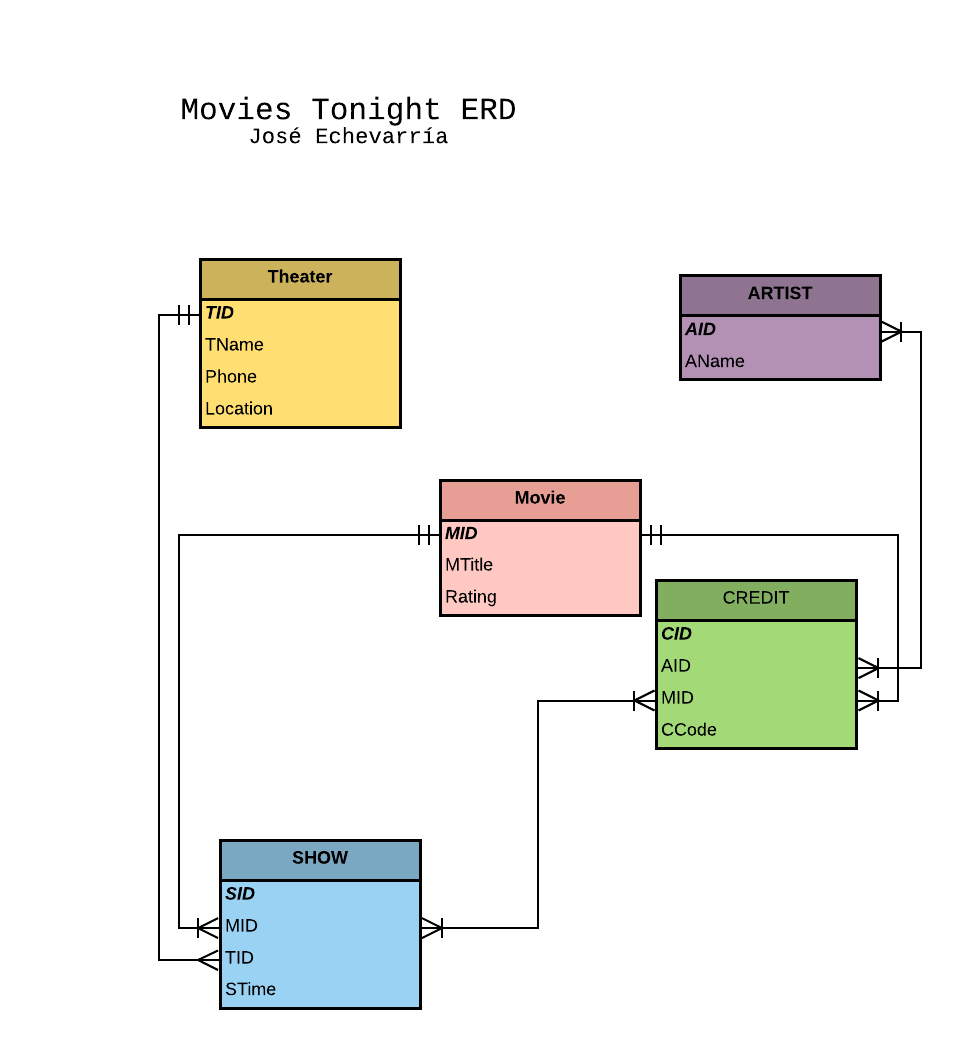 Movies Tonight ERD
José Echevarría
Theater
TID
TName
Phone
Location
ARTIST
AID
AName
Movie
MID
MTitle
Rating
CREDIT
CID
AID
MID
CCode
SHOW
SID
MID
TID
STime